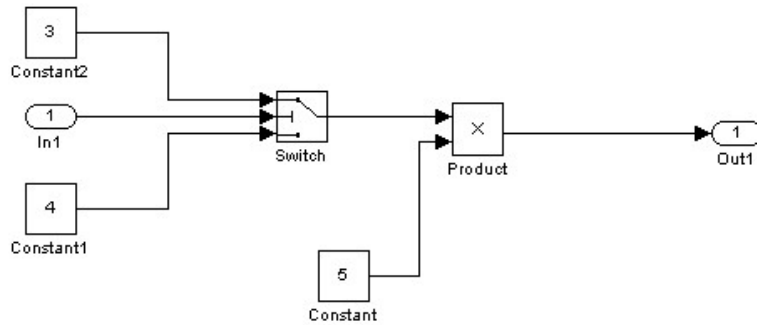 3
Constant2
1
In1
Switch
4
Constant1
×
Product
1
Out1
5
Constant